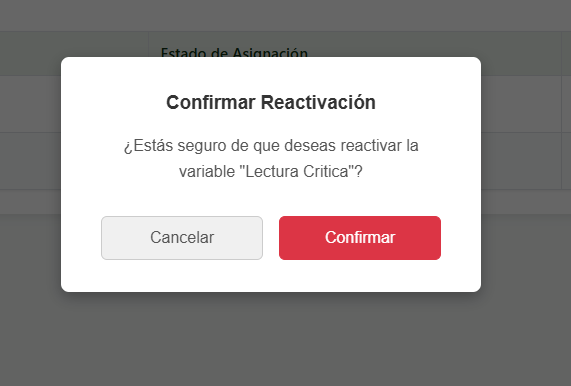 Estado de Asignación
Confirmar Reactivación
¿Estás seguro de que deseas reactivar la
variable "Lectura Critica"?
Cancelar
Confirmar